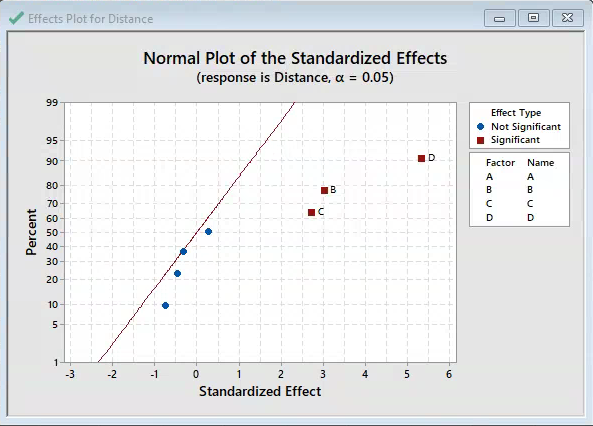 Effects Plot for Distance
Normal Plot of the Standardized Effects
(response is Distance, α = 0.05)
99
95
90
80
70
60
50
40
30
20
10
5
1
Percent
D
B
C
-3 -2 -1 0 1 2 3 4 5 6
Standardized Effect
Effect Type
Not Significant
Significant
Factor Name
A A
B B
C C
D D